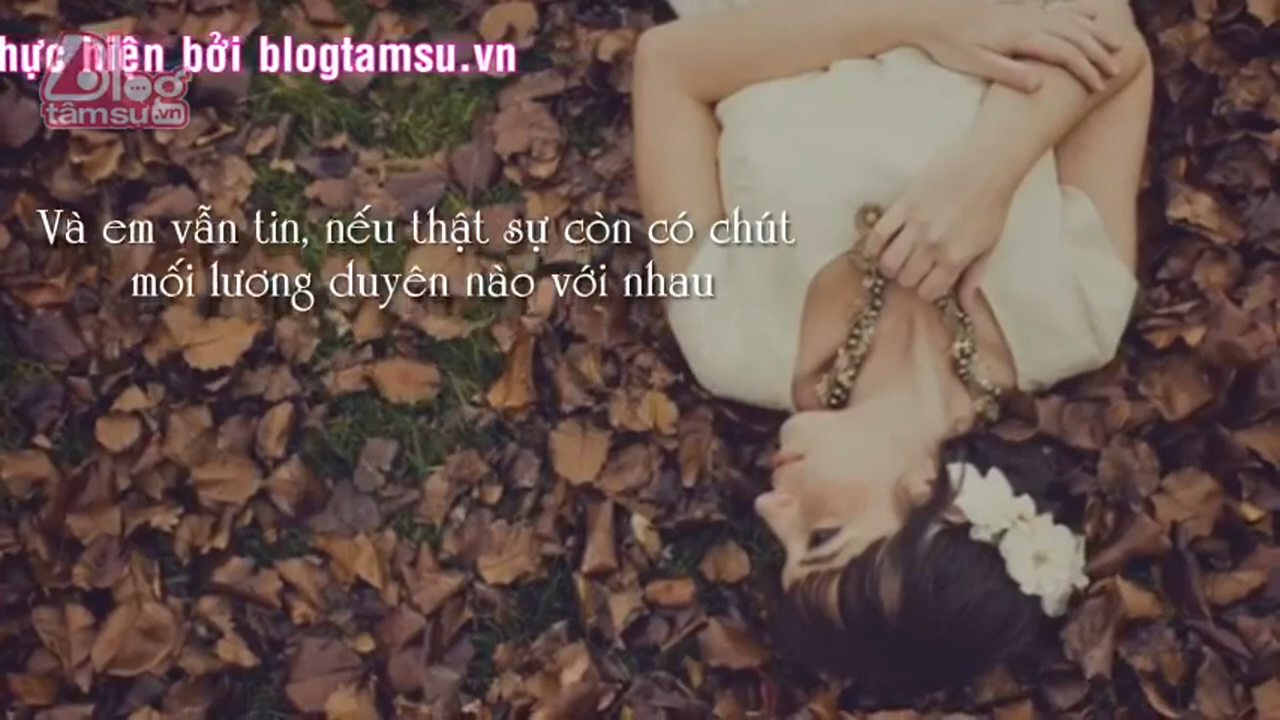 hực hiện bởi blogtamsu.vn
Blog
tâmsự.vn
Và em vẫn tin, nếu thật sự còn có chút
mối lương duyên nào với nhau